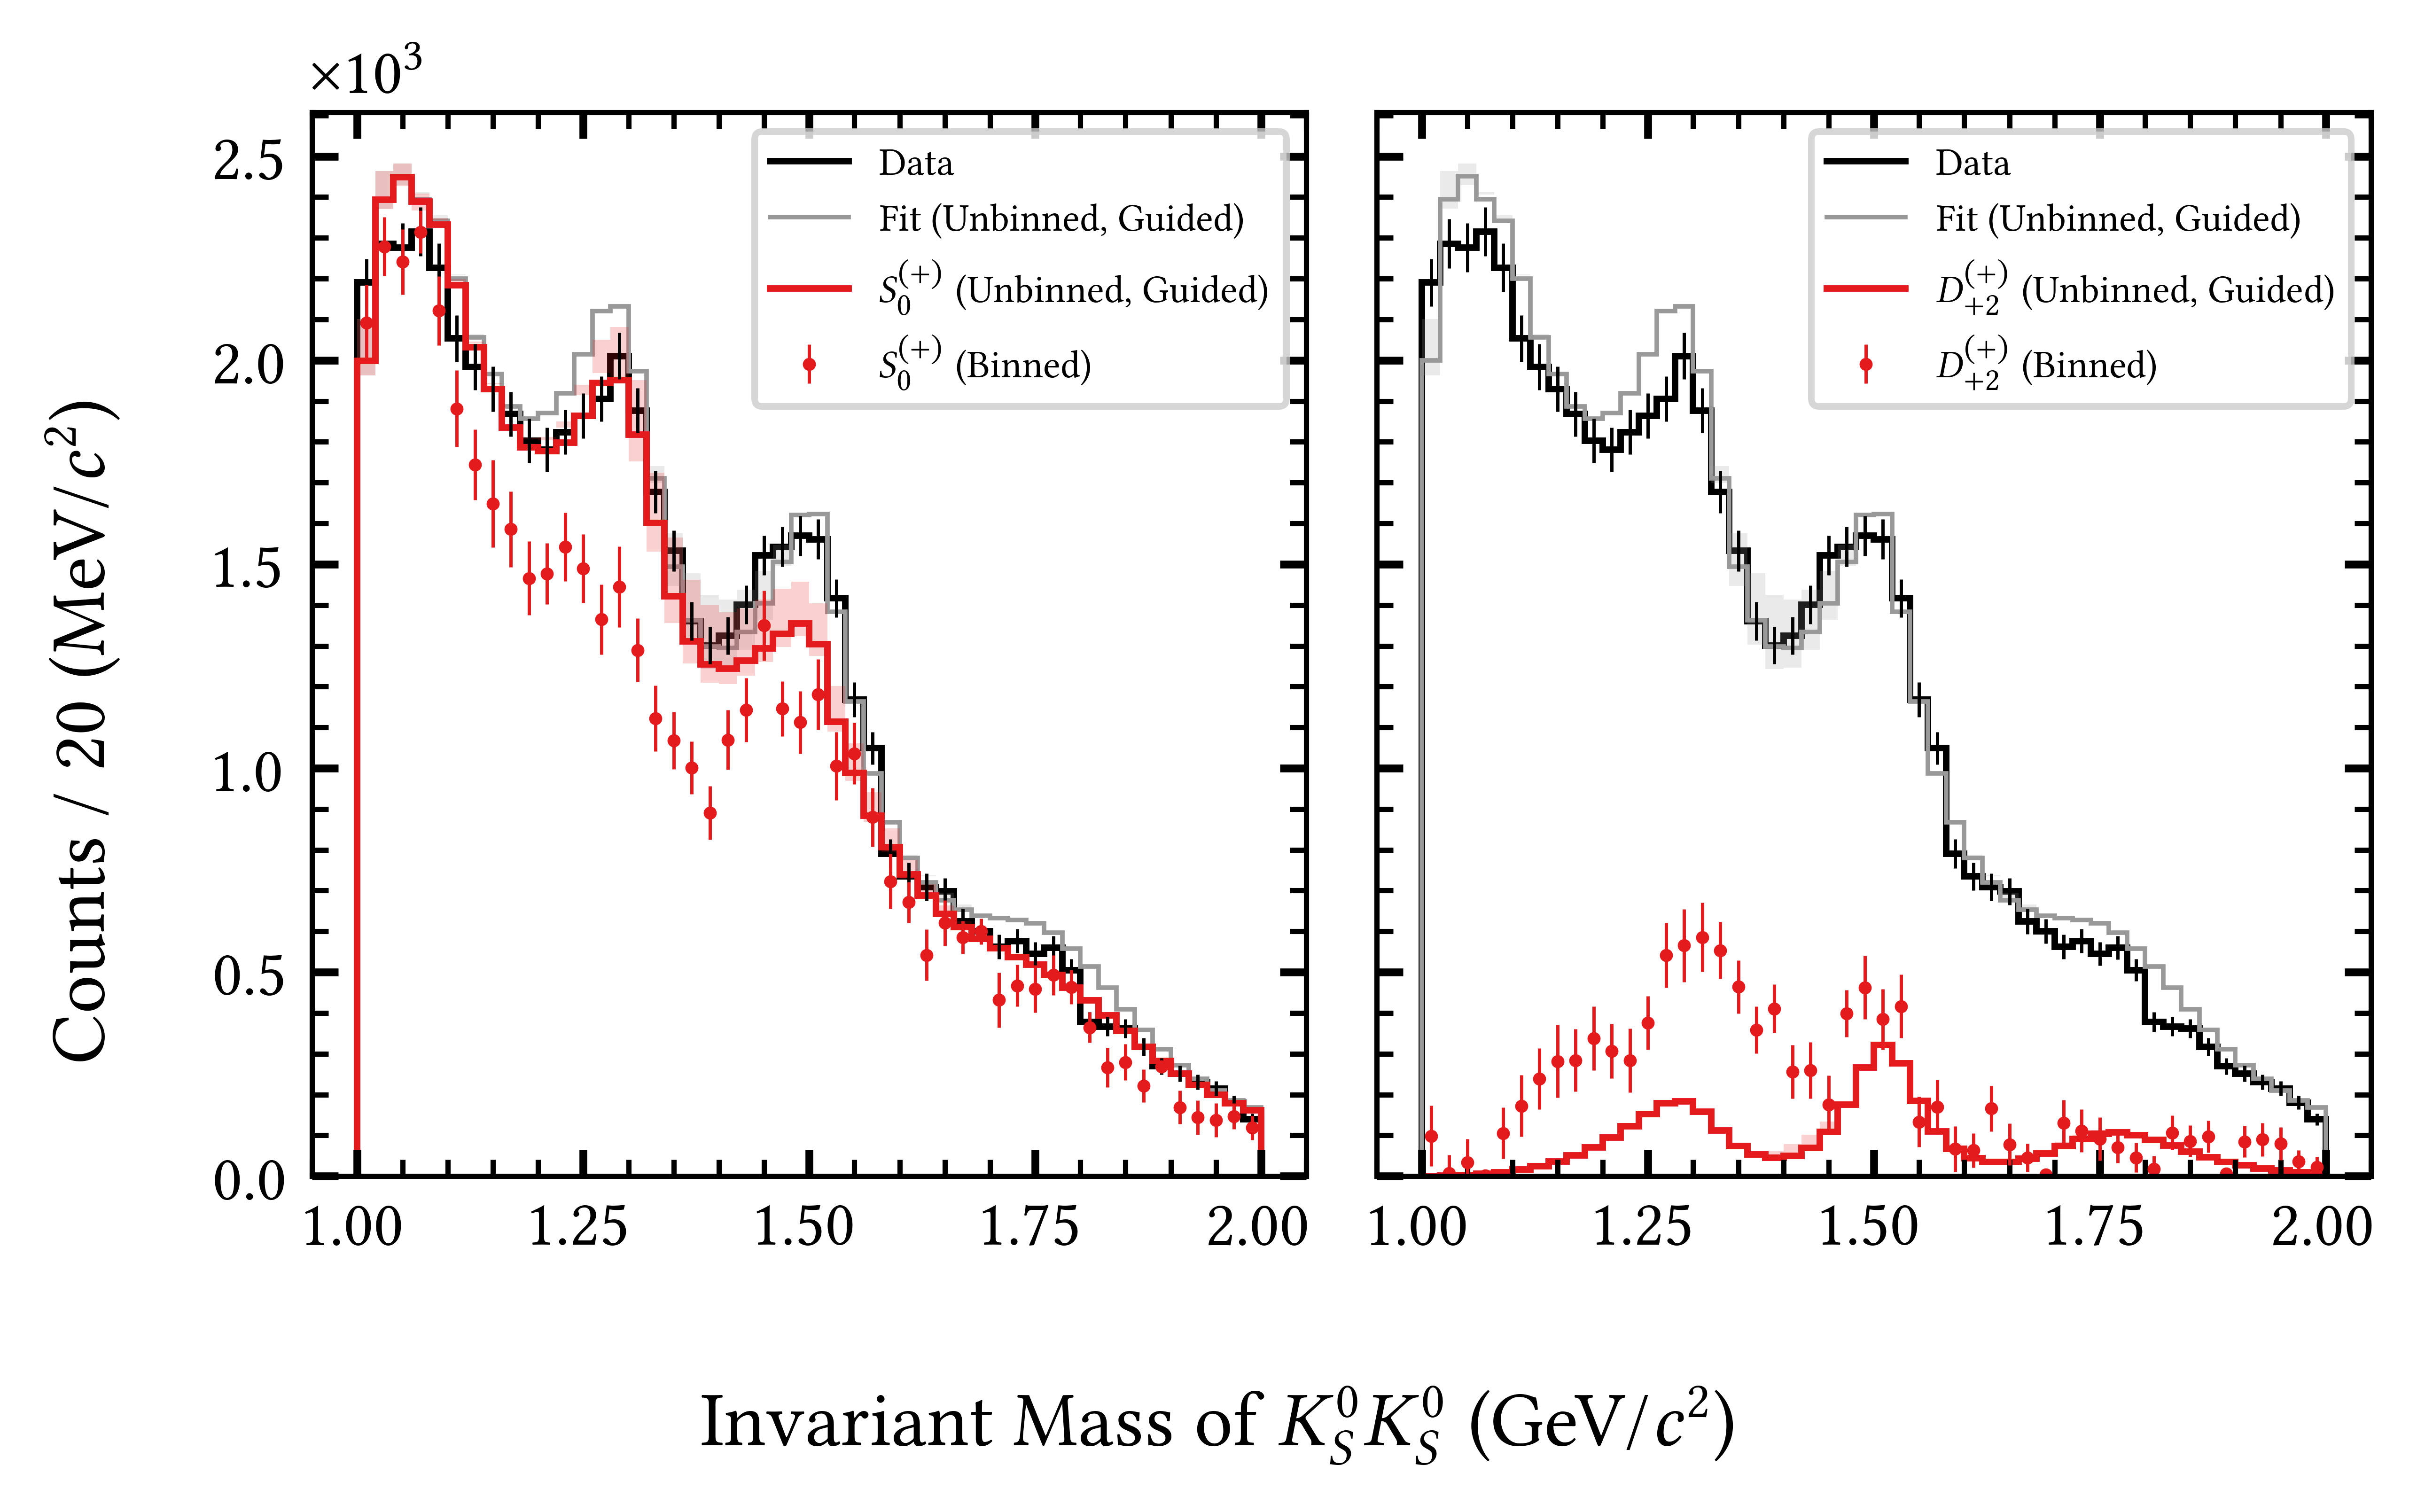 ×10³
Counts / 20 (MeV/c²)
2.5
2.0
1.5
1.0
0.5
0.0
Data
Fit (Unbinned, Guided)
S₀⁽⁺⁾ (Unbinned, Guided)
S₀⁽⁺⁾ (Binned)
1.00 1.25 1.50 1.75 2.00
Data
Fit (Unbinned, Guided)
D₊₂⁽⁺⁾ (Unbinned, Guided)
D₊₂⁽⁺⁾ (Binned)
1.00 1.25 1.50 1.75 2.00
Invariant Mass of K_S⁰K_S⁰ (GeV/c²)